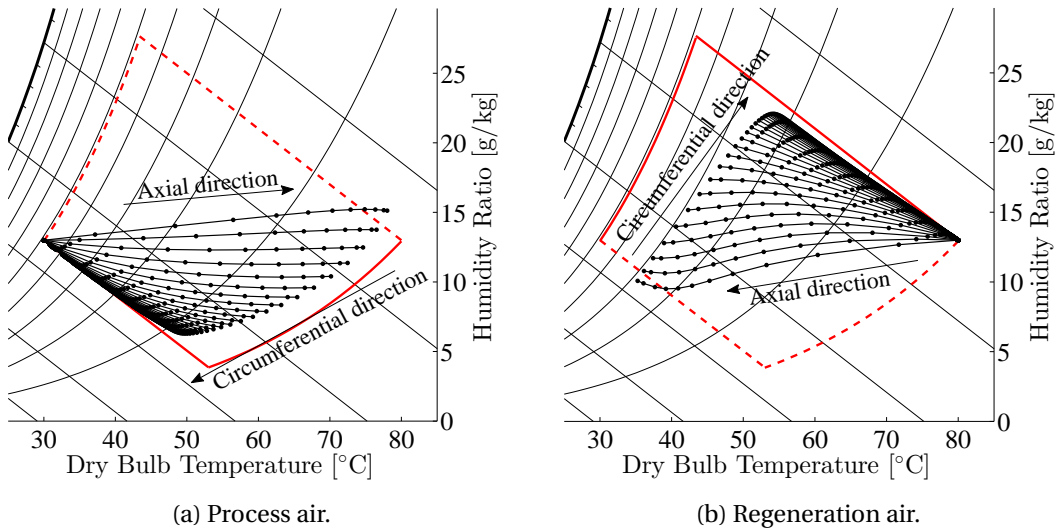 Axial direction
Circumferential direction
0
5
10
15
20
25
Humidity Ratio [g/kg]
30
40
50
60
70
80
Dry Bulb Temperature [°C]
(a) Process air.
Circumferential direction
Axial direction
0
5
10
15
20
25
Humidity Ratio [g/kg]
30
40
50
60
70
80
Dry Bulb Temperature [°C]
(b) Regeneration air.